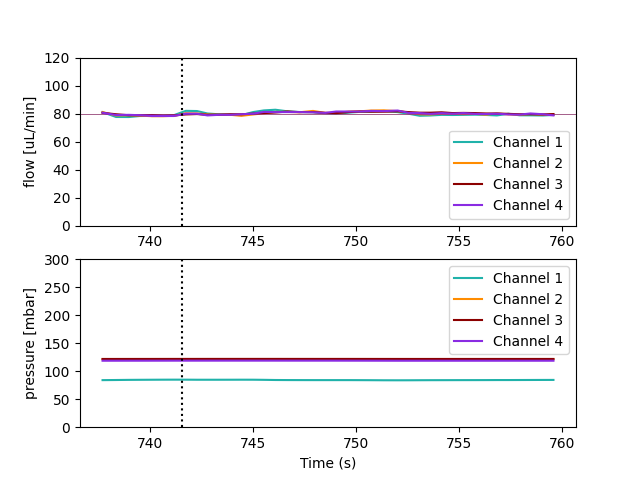 120
100
80
60
40
20
0
flow [uL/min]
Channel 1
Channel 2
Channel 3
Channel 4
740
745
750
755
760
300
250
200
150
100
50
0
pressure [mbar]
Channel 1
Channel 2
Channel 3
Channel 4
740
745
750
755
760
Time (s)